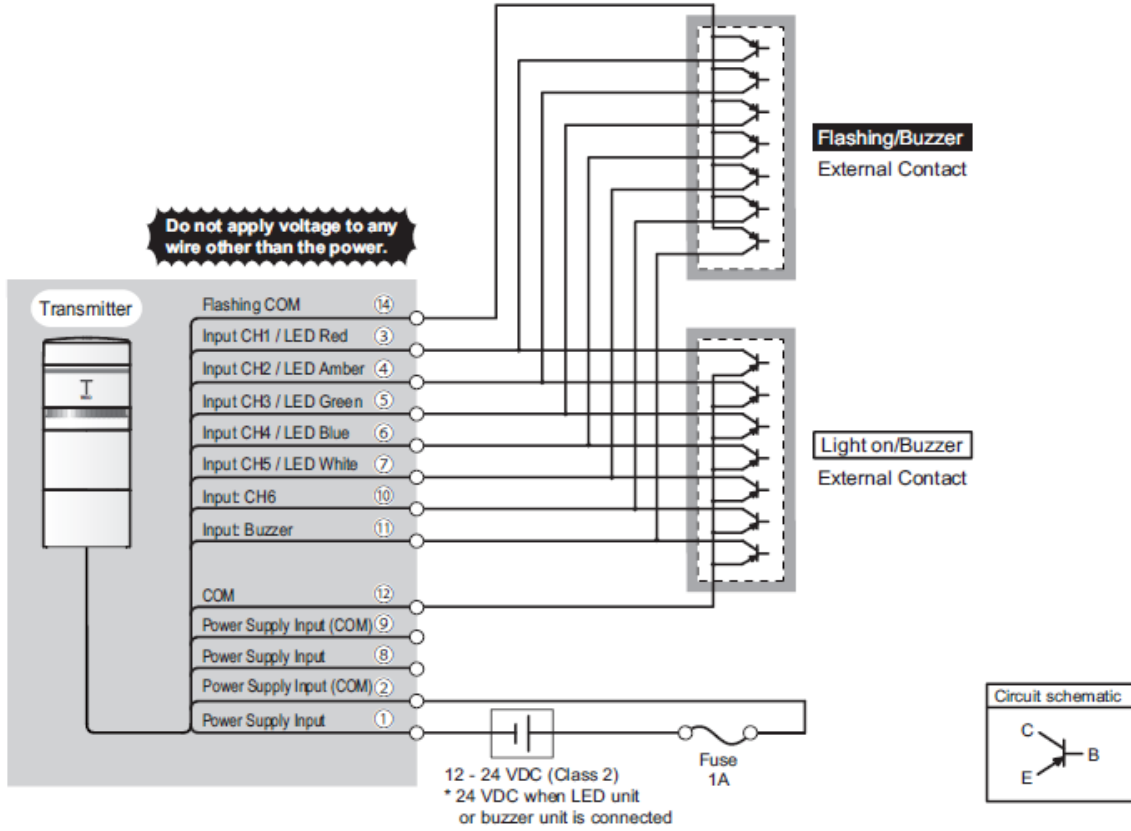 Flashing/Buzzer
External Contact
Do not apply voltage to any
wire other than the power.
Transmitter
Flashing COM ⑭
Input CH1 / LED Red ③
Input CH2 / LED Amber ④
Input CH3 / LED Green ⑤
Input CH4 / LED Blue ⑥
Input CH5 / LED White ⑦
Input: CH6 ⑩
Input: Buzzer ⑪
COM ⑫
Power Supply Input (COM) ⑨
Power Supply Input ⑧
Power Supply Input (COM) ②
Power Supply Input ①
Light on/Buzzer
External Contact
12 - 24 VDC (Class 2)
* 24 VDC when LED unit
or buzzer unit is connected
Fuse
1A
Circuit schematic
C
B
E